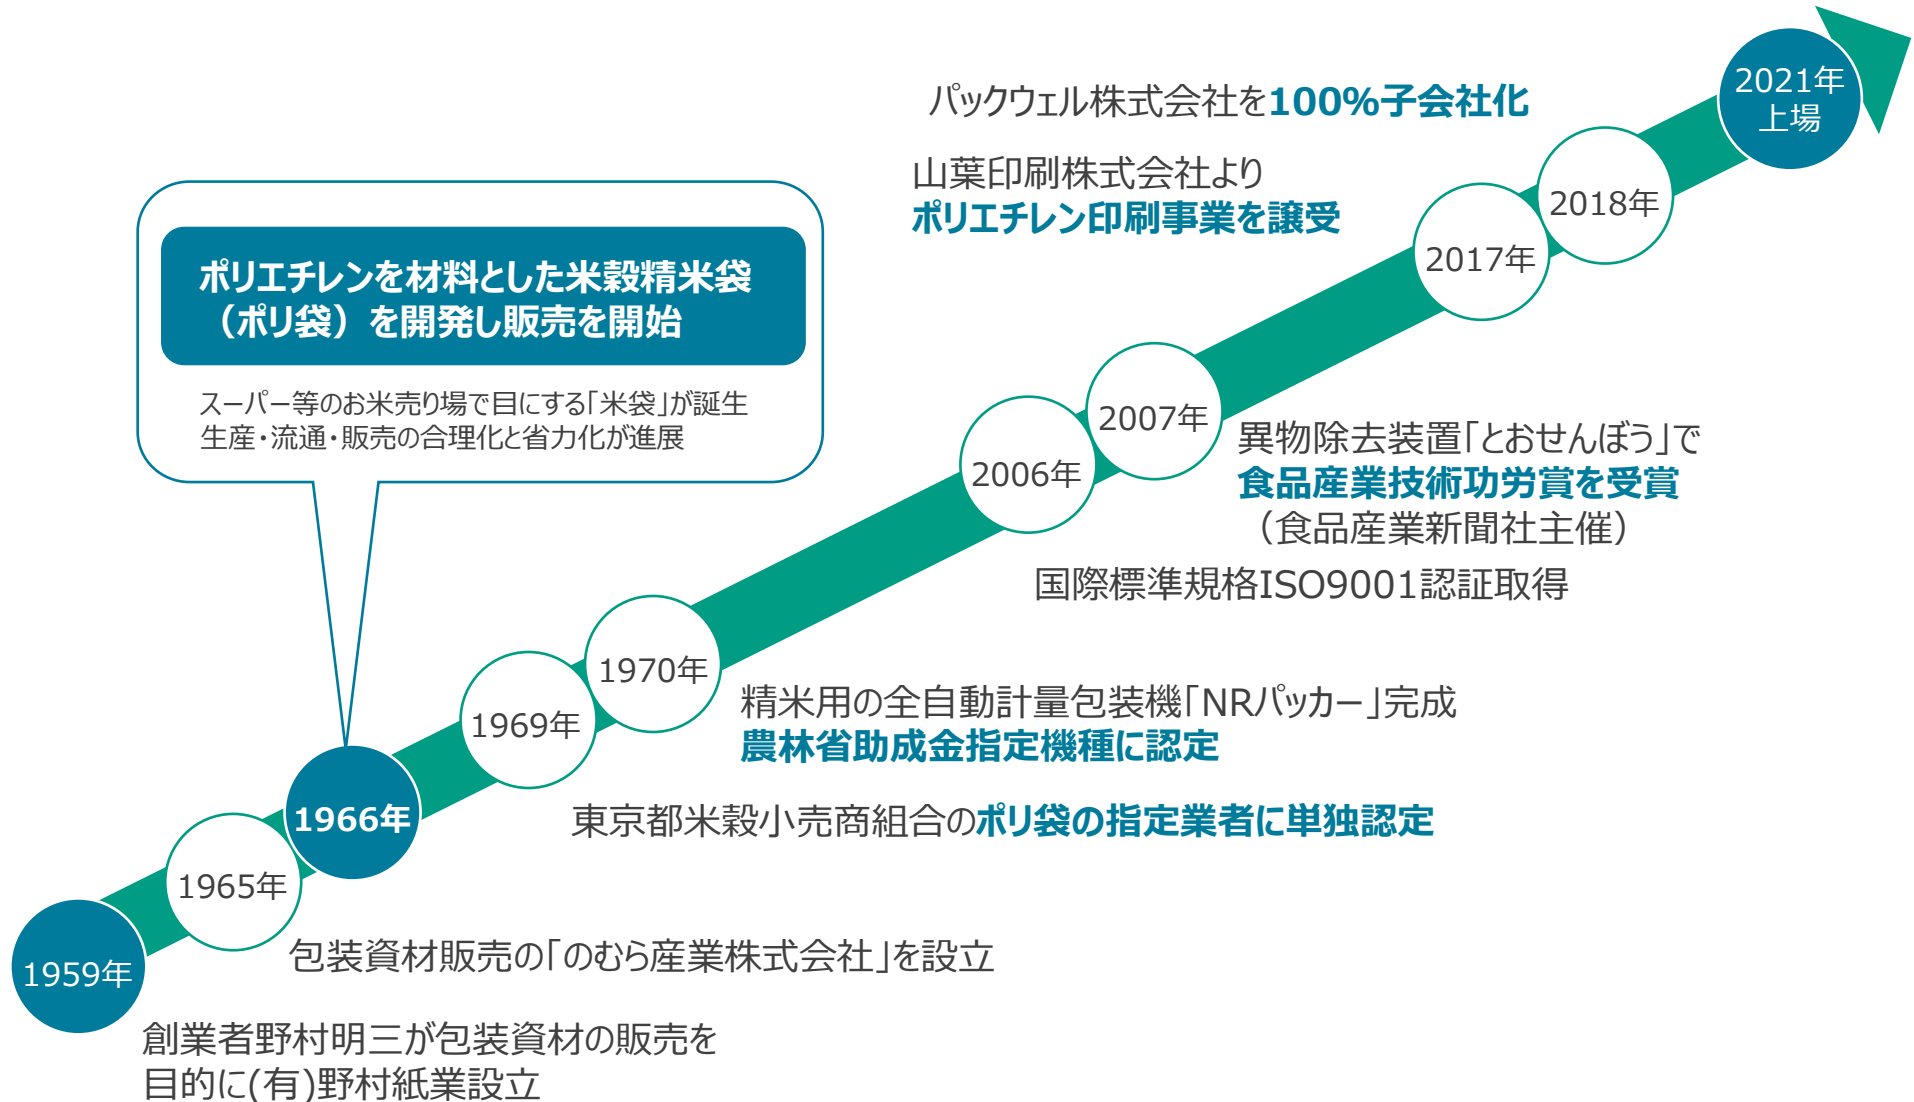 2021年
上場
パックウェル株式会社を100%子会社化
2018年
山葉印刷株式会社より
ポリエチレン印刷事業を譲受
2017年
ポリエチレンを材料とした米穀精米袋
（ポリ袋）を開発し販売を開始
スーパー等のお米売り場で目にする「米袋」が誕生
生産・流通・販売の合理化と省力化が進展
2007年
異物除去装置「とおせんぼう」で
食品産業技術功労賞を受賞
（食品産業新聞社主催）
2006年
国際標準規格ISO9001認証取得
1970年
精米用の全自動計量包装機「NRパッカー」完成
農林省助成金指定機種に認定
1969年
東京都米穀小売商組合のポリ袋の指定業者に単独認定
1966年
1965年
包装資材販売の「のむら産業株式会社」を設立
1959年
創業者野村明三が包装資材の販売を
目的に(有)野村紙業設立